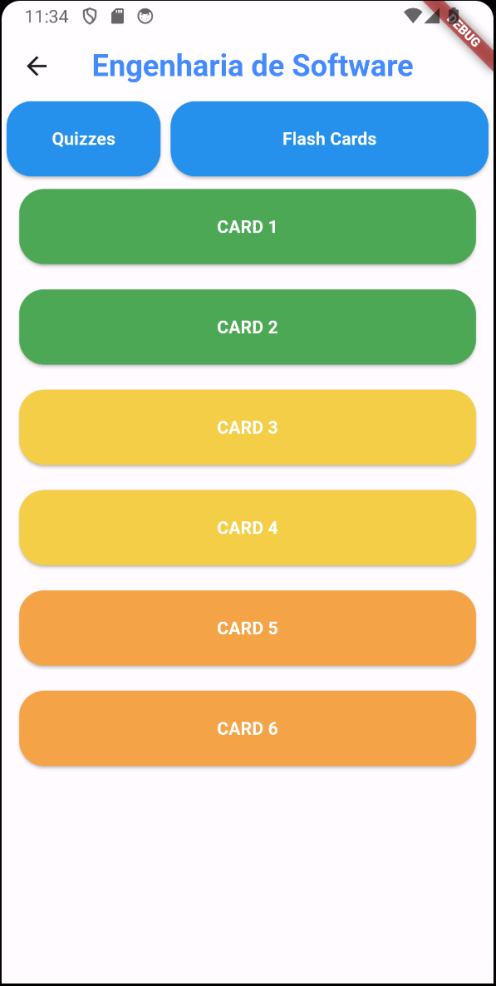 11:34
DEBUG
Engenharia de Software
Quizzes Flash Cards
CARD 1
CARD 2
CARD 3
CARD 4
CARD 5
CARD 6